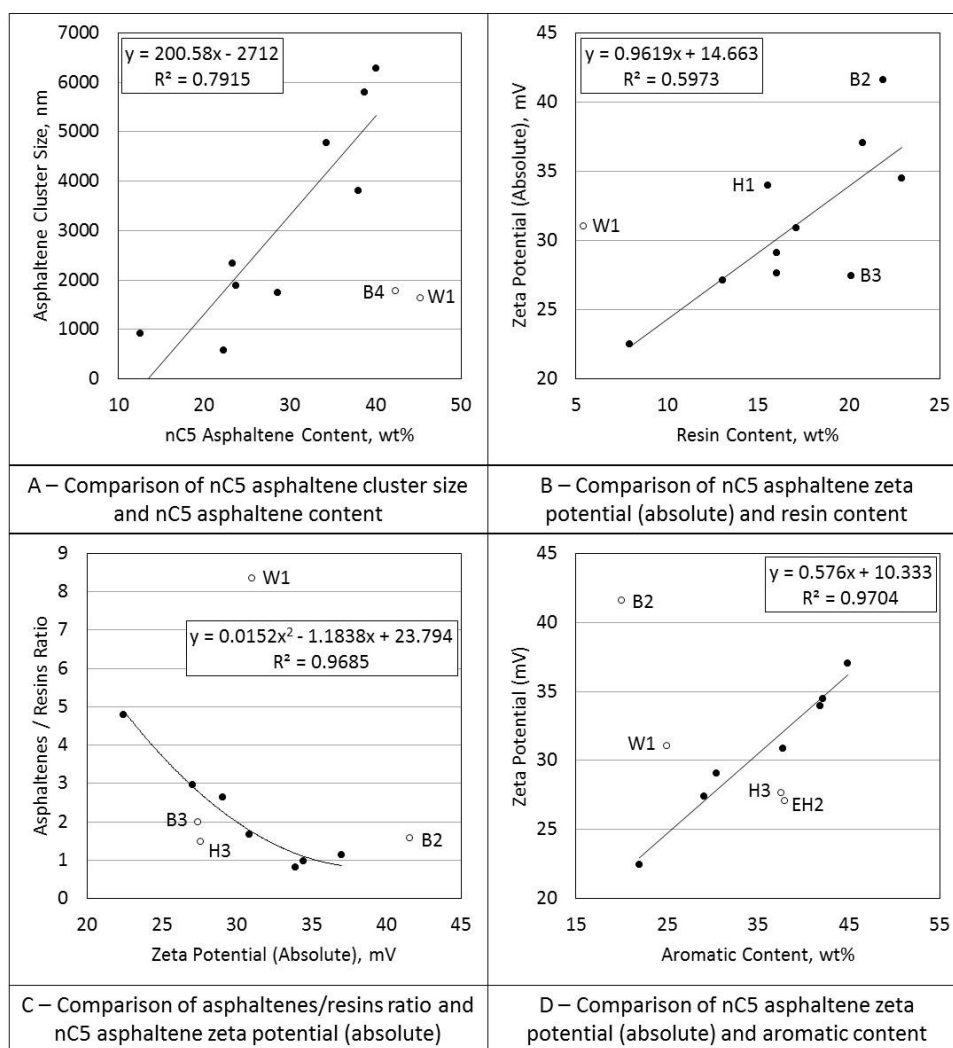 7000
6000
5000
4000
3000
2000
1000
0
10 20 30 40 50
Asphaltene Cluster Size, nm
nC5 Asphaltene Content, wt%
y = 200.58x - 2712
R² = 0.7915
B4
W1
45
40
35
30
25
20
5 10 15 20 25
Zeta Potential (Absolute), mV
Resin Content, wt%
y = 0.9619x + 14.663
R² = 0.5973
B2
H1
W1
B3
A – Comparison of nC5 asphaltene cluster size
and nC5 asphaltene content
B – Comparison of nC5 asphaltene zeta
potential (absolute) and resin content
9
8
7
6
5
4
3
2
1
0
20 25 30 35 40 45
Asphaltenes / Resins Ratio
Zeta Potential (Absolute), mV
W1
y = 0.0152x² - 1.1838x + 23.794
R² = 0.9685
B3
H3
B2
45
40
35
30
25
20
15 25 35 45 55
Zeta Potential (mV)
Aromatic Content, wt%
y = 0.576x + 10.333
R² = 0.9704
B2
W1
H3
EH2
C – Comparison of asphaltenes/resins ratio and
nC5 asphaltene zeta potential (absolute)
D – Comparison of nC5 asphaltene zeta
potential (absolute) and aromatic content